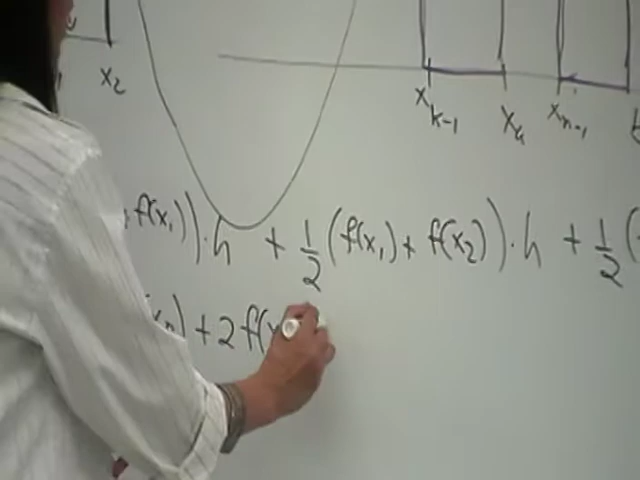 x₂ x_{k-1} x_k x_{n-1}
f(x₁))·h + 1/2 (f(x₁) + f(x₂))·h + 1/2 (
) + 2 f(